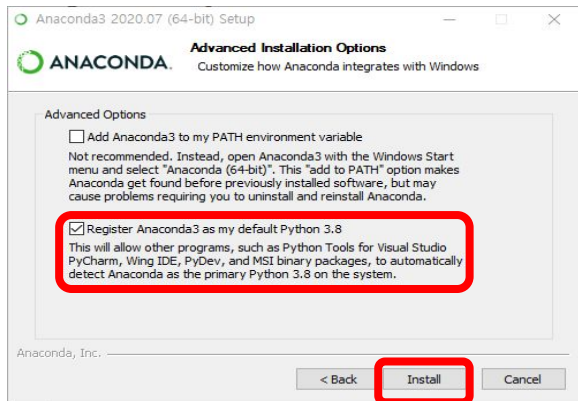 Anaconda3 2020.07 (64-bit) Setup
ANACONDA.
Advanced Installation Options
Customize how Anaconda integrates with Windows
Advanced Options
Add Anaconda3 to my PATH environment variable
Not recommended. Instead, open Anaconda3 with the Windows Start
menu and select "Anaconda (64-bit)". This "add to PATH" option makes
Anaconda get found before previously installed software, but may
cause problems requiring you to uninstall and reinstall Anaconda.
Register Anaconda3 as my default Python 3.8
This will allow other programs, such as Python Tools for Visual Studio
PyCharm, Wing IDE, PyDev, and MSI binary packages, to automatically
detect Anaconda as the primary Python 3.8 on the system.
Anaconda, Inc.
< Back
Install
Cancel